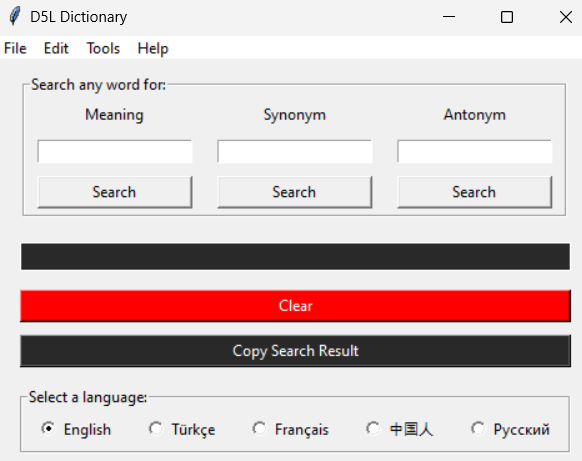 D5L Dictionary
File Edit Tools Help
Search any word for:
Meaning Synonym Antonym
Search Search Search
Clear
Copy Search Result
Select a language:
English Türkçe Français 中国人 Русский